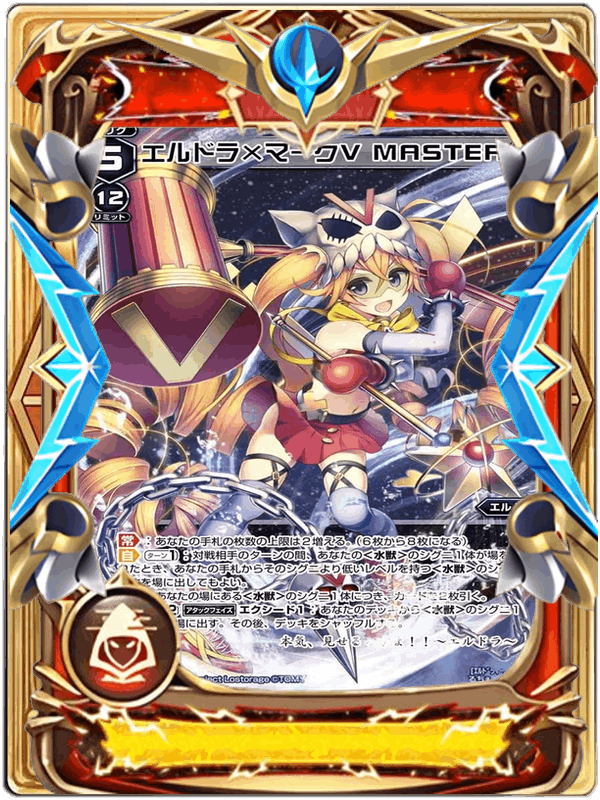 5
エルドラ×マークV MASTER
12
リミット
V
エル
常：あなたの手札の枚数の上限は２増える。（６枚から８枚になる）
自 ターン1：対戦相手のターンの間、あなたの<水獣>のシグニ１体が場を
たとき、あなたの手札からそのシグニより低いレベルを持つ<水獣>のシ
を場に出してもよい。
あなたの場にある<水獣>のシグニ１体につき、カードを２枚引く。
アタックフェイズ エクシード１：あなたのデッキから<水獣>のシグニ１
場に出す。その後、デッキをシャッフルする。
本気、見せる！！～エルドラ～
ject Lostorage ©TOMY